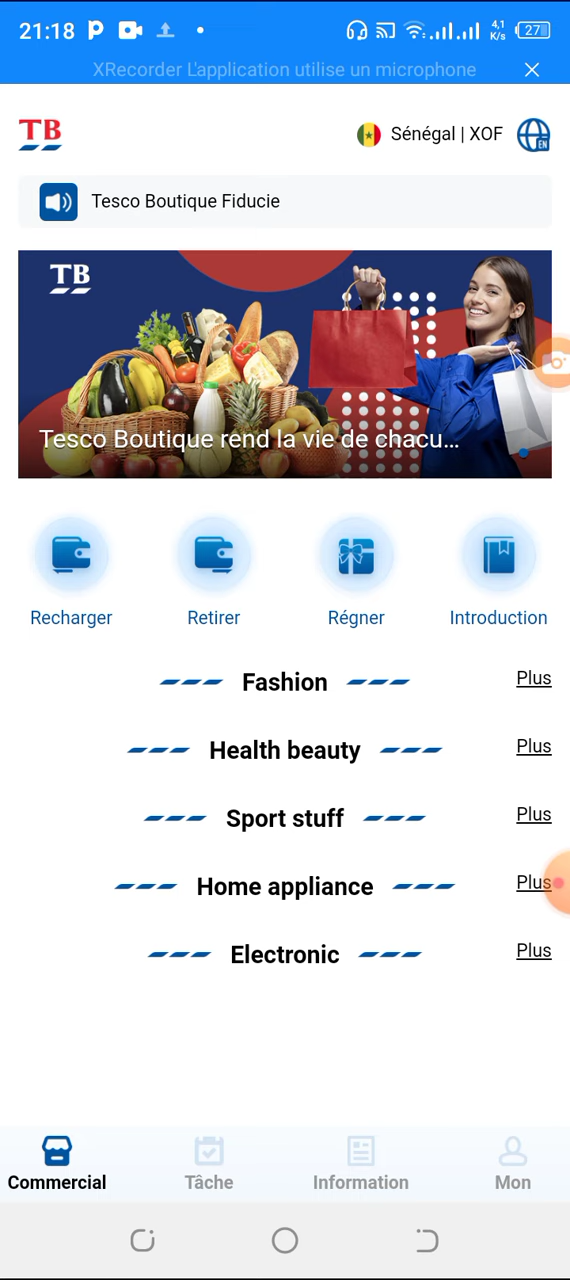 21:18
4,1
K/s
27
XRecorder L'application utilise un microphone
TB
Sénégal | XOF
EN
Tesco Boutique Fiducie
TB
Tesco Boutique rend la vie de chacu...
Recharger
Retirer
Régner
Introduction
Fashion
Plus
Health beauty
Plus
Sport stuff
Plus
Home appliance
Plus
Electronic
Plus
Commercial
Tâche
Information
Mon